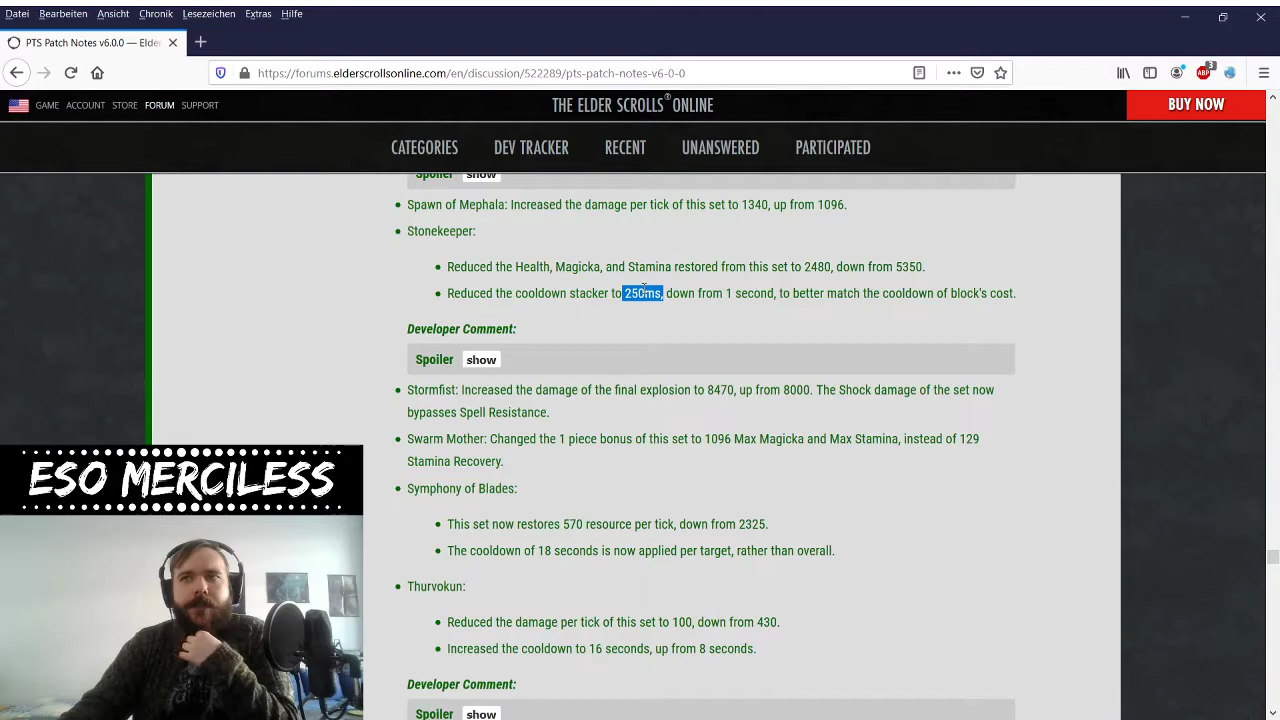 Datei Bearbeiten Ansicht Chronik Lesezeichen Extras Hilfe
PTS Patch Notes v6.0.0 — Elde
https://forums.elderscrollsonline.com/en/discussion/522289/pts-patch-notes-v6-0-0
ABP 3
GAME ACCOUNT STORE FORUM SUPPORT
THE ELDER SCROLLS® ONLINE
BUY NOW
CATEGORIES DEV TRACKER RECENT UNANSWERED PARTICIPATED
Spoiler show
Spawn of Mephala: Increased the damage per tick of this set to 1340, up from 1096.
Stonekeeper:
Reduced the Health, Magicka, and Stamina restored from this set to 2480, down from 5350.
Reduced the cooldown stacker to 250ms, down from 1 second, to better match the cooldown of block's cost.
Developer Comment:
Spoiler show
Stormfist: Increased the damage of the final explosion to 8470, up from 8000. The Shock damage of the set now
bypasses Spell Resistance.
Swarm Mother: Changed the 1 piece bonus of this set to 1096 Max Magicka and Max Stamina, instead of 129
Stamina Recovery.
Symphony of Blades:
This set now restores 570 resource per tick, down from 2325.
The cooldown of 18 seconds is now applied per target, rather than overall.
Thurvokun:
Reduced the damage per tick of this set to 100, down from 430.
Increased the cooldown to 16 seconds, up from 8 seconds.
Developer Comment:
Spoiler show
ESO MERCILESS